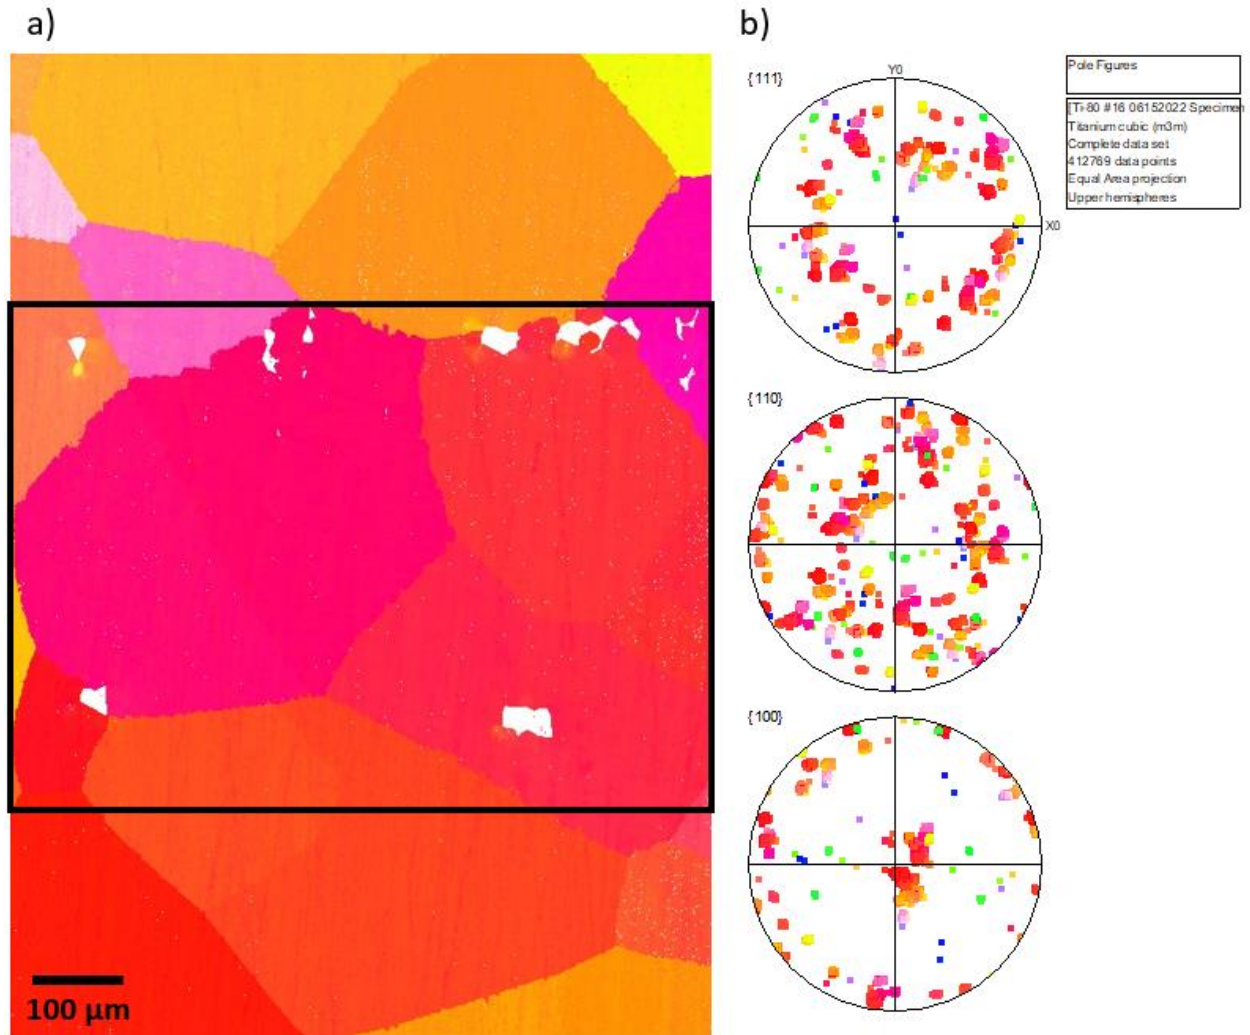 a)
b)
{111}
Y0
X0
Pole Figures
[Ti-80 #16 06152022 Specimen
Titanium cubic (m3m)
Complete data set
412769 data points
Equal Area projection
Upper hemispheres
{110}
{100}
100 µm